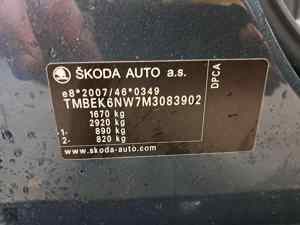 ŠKODA AUTO a.s.
DPCA
e8*2007/46*0349
TMBEK6NW7M3083902
1670 kg
2920 kg
1- 890 kg
2- 820 kg
www.skoda-auto.com